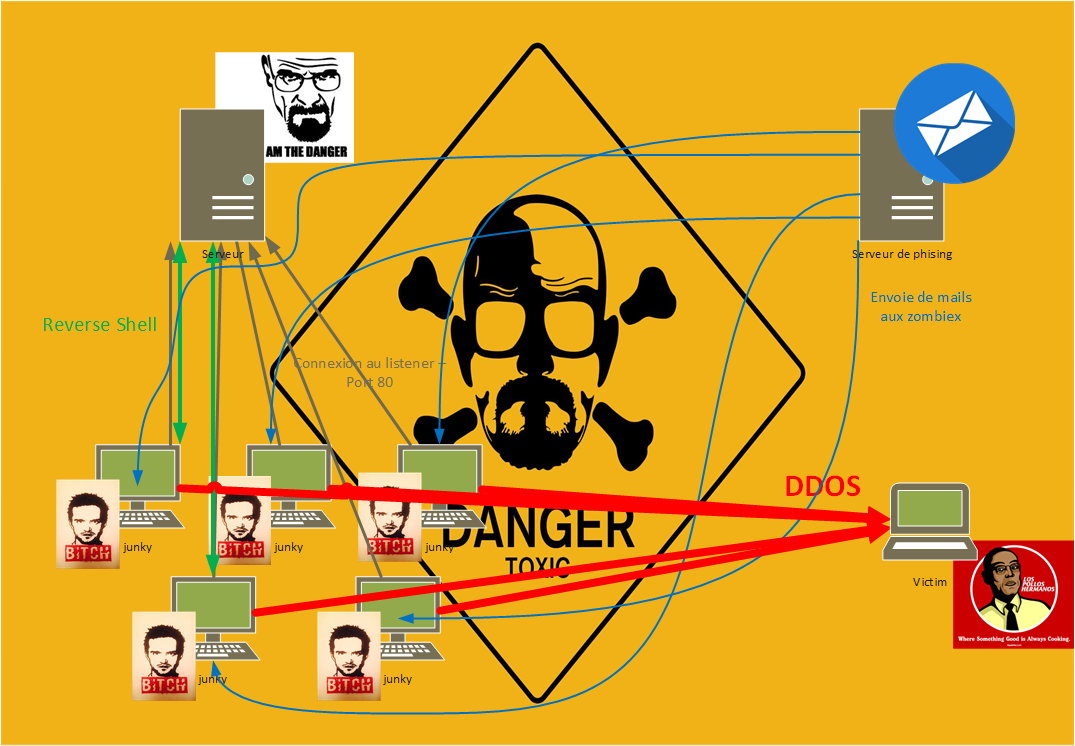 AM THE DANGER
Serveur
Serveur de phising
Envoie de mails
aux zombiex
Reverse Shell
Connexion au listener –
Port 80
DDOS
BITCH
junky
BITCH
junky
BITCH
junky
DANGER
TOXIC
Victim
LOS
POLLOS
HERMANOS
Where Something Good is Always Cooking.
BITCH
junky
BITCH
junky